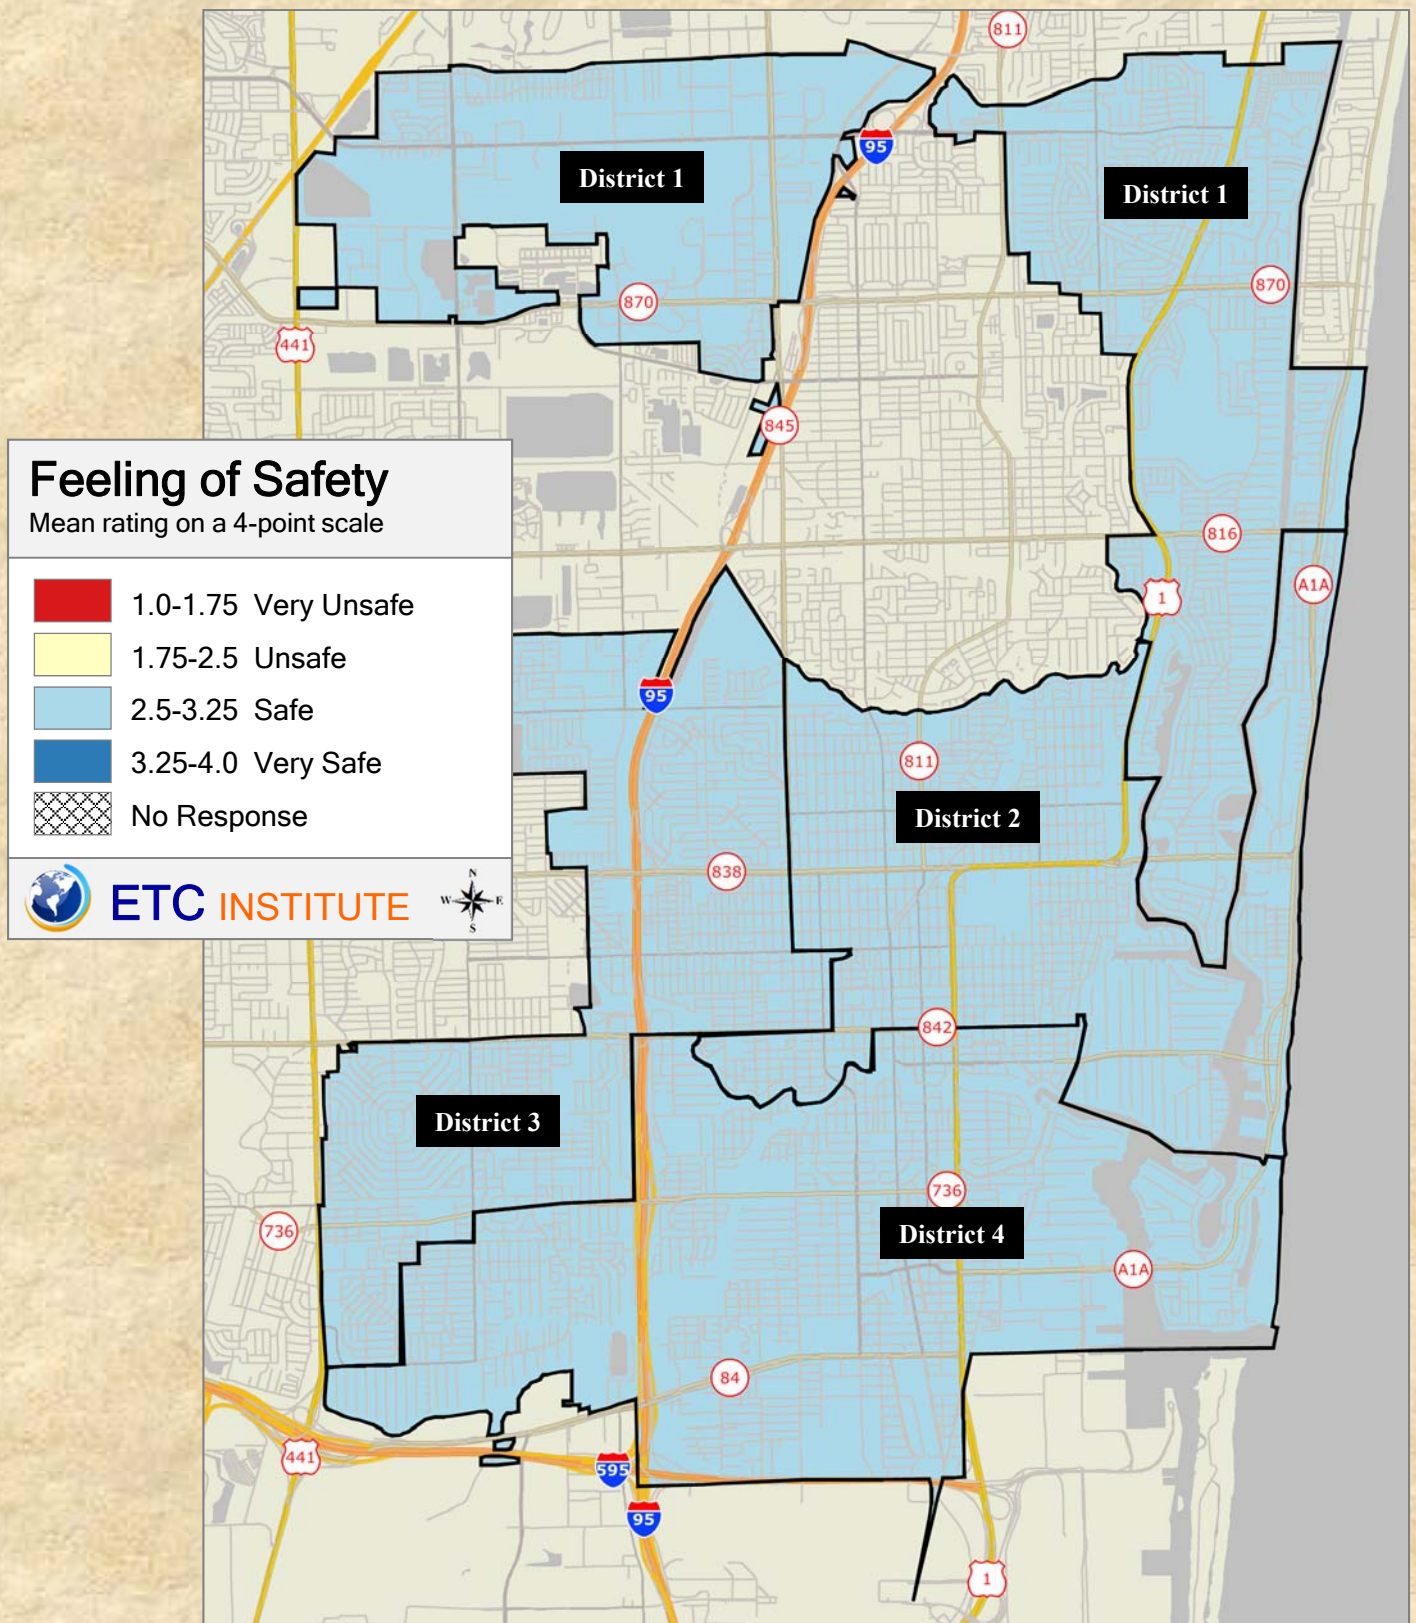 811
95
District 1
District 1
870
870
441
845
Feeling of Safety
Mean rating on a 4-point scale
1.0-1.75 Very Unsafe
1.75-2.5 Unsafe
2.5-3.25 Safe
3.25-4.0 Very Safe
No Response
ETC INSTITUTE
N
W
E
S
816
A1A
1
95
811
District 2
838
842
District 3
736
736
District 4
A1A
84
441
595
95
1